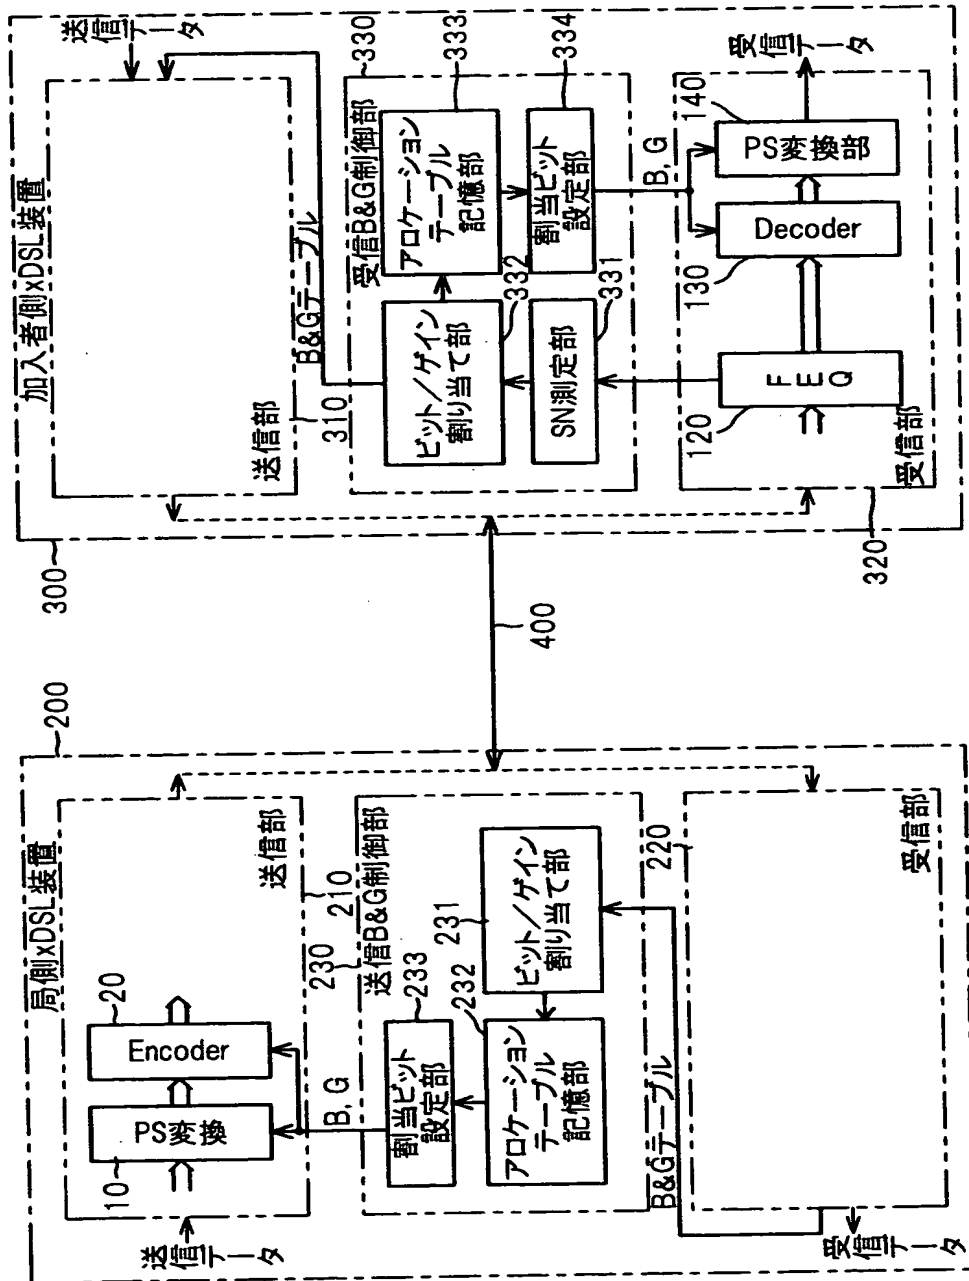 200
局側xDSL装置
送信データ
10
PS変換
20
Encoder
送信部
210
B, G
230
送信B&G制御部
割当ビット
設定部
233
アロケーション
テーブル
記憶部
232
ビット/ゲイン
割り当て部
231
B&Gテーブル
220
受信部
受信データ
400
300
加入者側xDSL装置
送信データ
B&Gテーブル
送信部
310
330
受信B&G制御部
ビット/ゲイン
割り当て部
332
アロケーション
テーブル
記憶部
333
SN測定部
331
割当ビット
設定部
334
B, G
120
FEQ
130
Decoder
140
PS変換部
受信部
320
受信データ